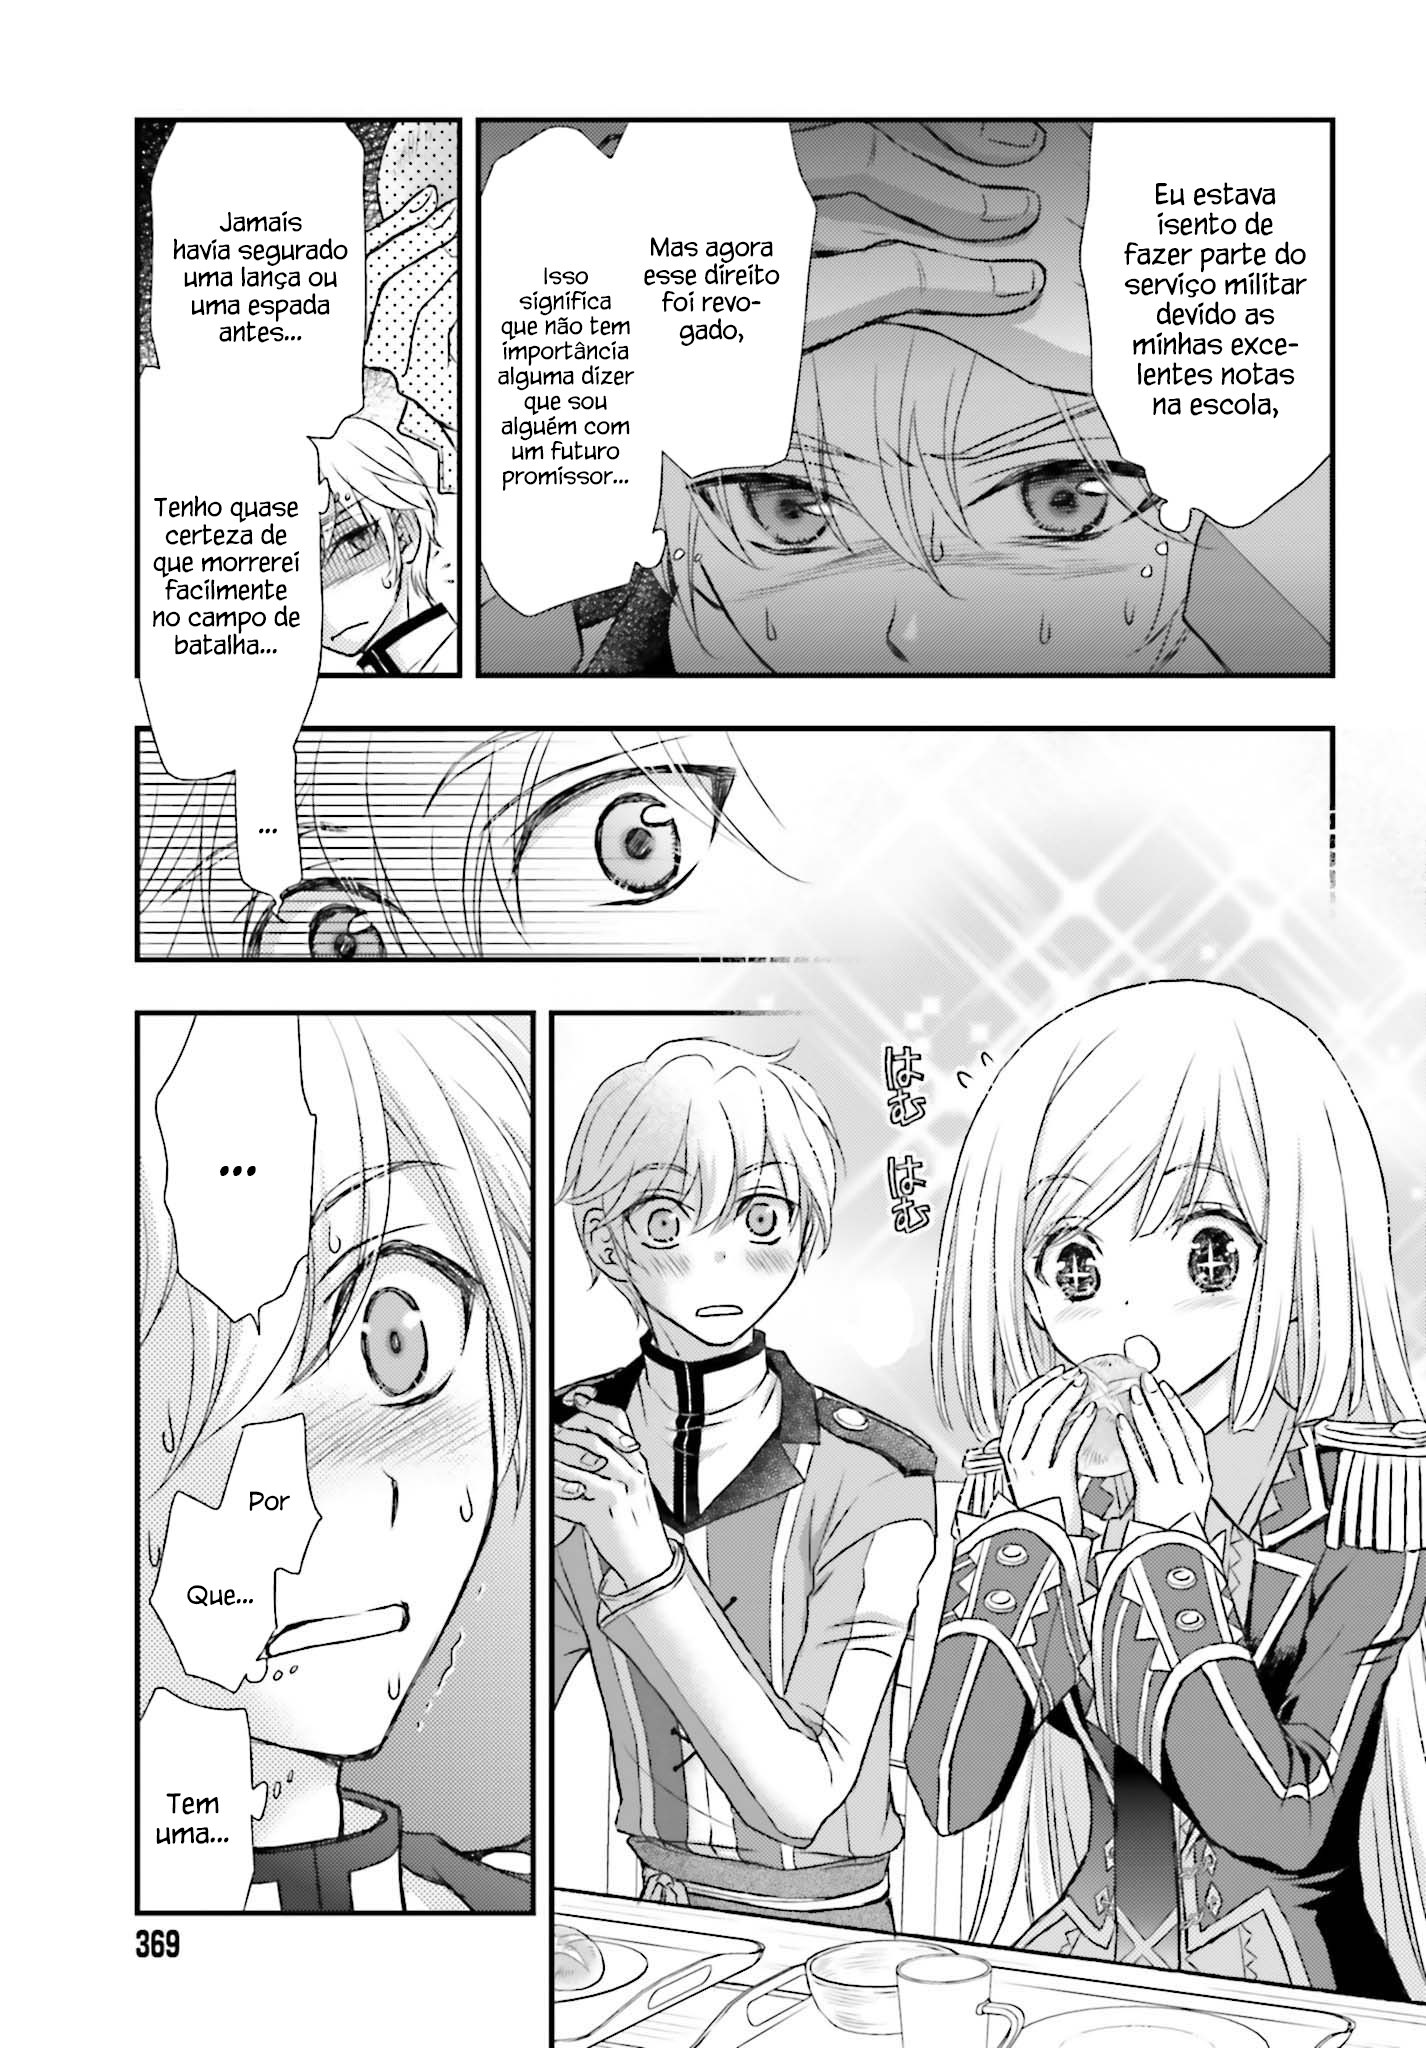 Eu estava
isento de
fazer parte do
serviço militar
devido as
minhas exce-
lentes notas
na escola,
Mas agora
esse direito
foi revo-
gado,
Isso
significa
que não tem
importância
alguma dizer
que sou
alguém com
um futuro
promissor...
Jamais
havia segurado
uma lança ou
uma espada
antes...
Tenho quase
certeza de
que morrerei
facilmente
no campo de
batalha...
...
はむ
はむ
...
Por
Que...
Tem
uma...
369